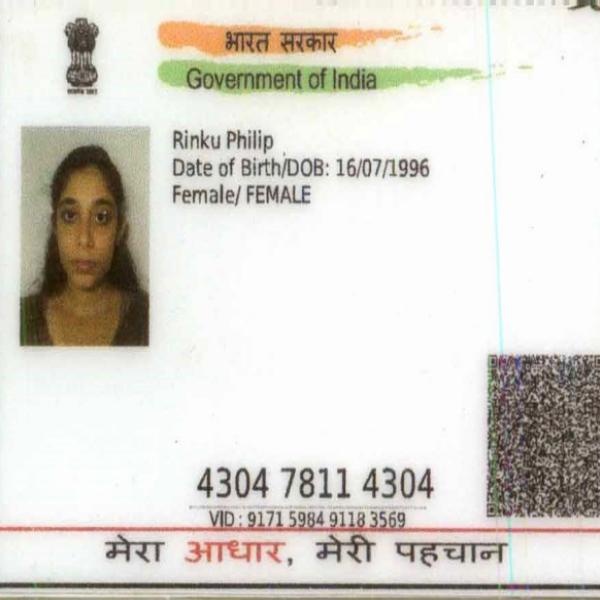 भारत सरकार
Government of India
Rinku Philip
Date of Birth/DOB: 16/07/1996
Female/ FEMALE
4304 7811 4304
VID : 9171 5984 9118 3569
मेरा आधार, मेरी पहचान